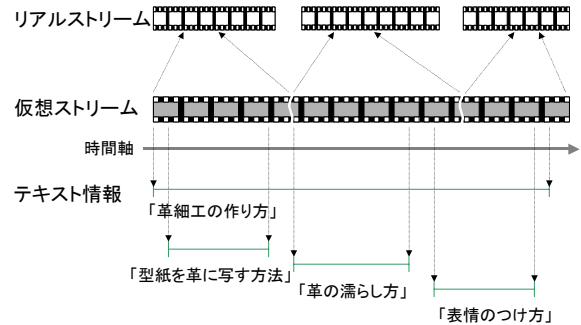 リアルストリーム
仮想ストリーム
時間軸
テキスト情報
「革細工の作り方」
「型紙を革に写す方法」
「革の濡らし方」
「表情のつけ方」